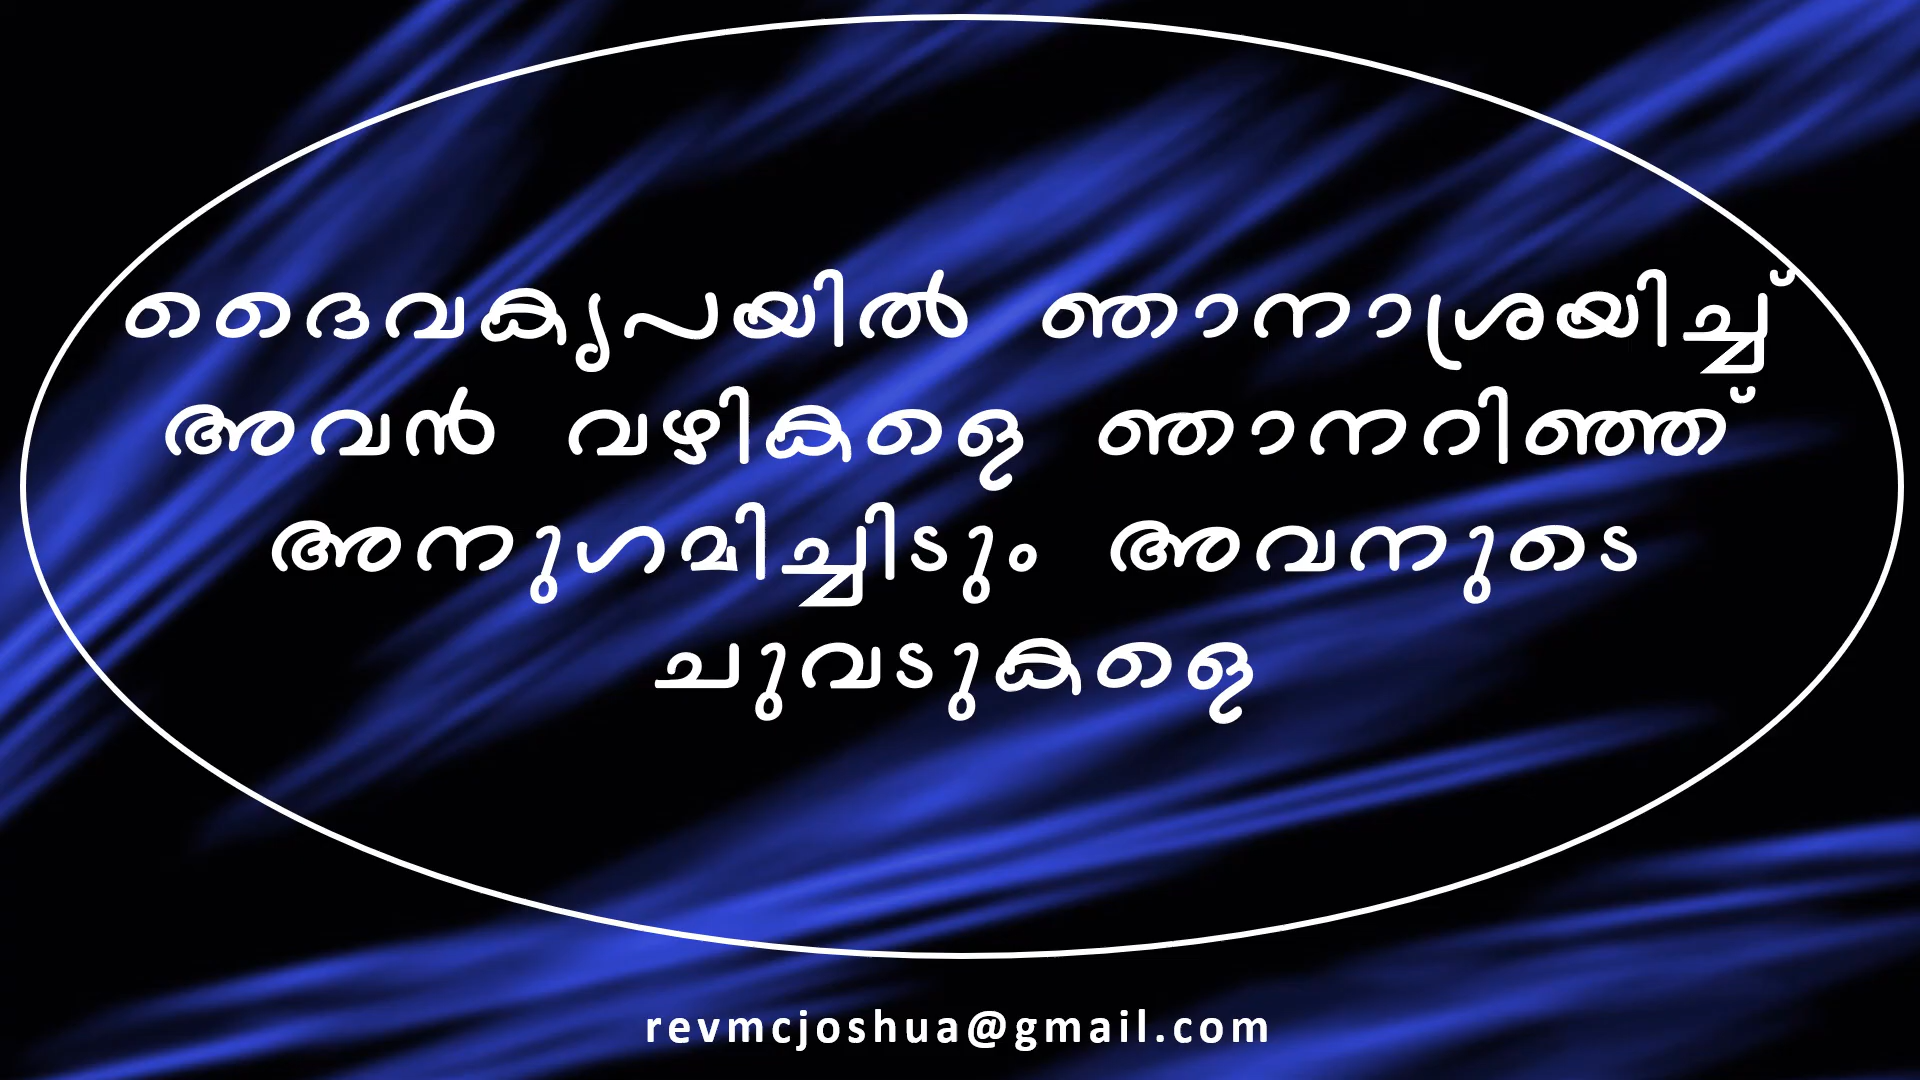 ദൈവകൃപയിൽ ഞാനാശ്രയിച്ച്
അവൻ വഴികളെ ഞാനറിഞ്ഞ്
അനുഗമിച്ചിടും അവനുടെ
ചുവടുകളെ
revmcjoshua@gmail.com